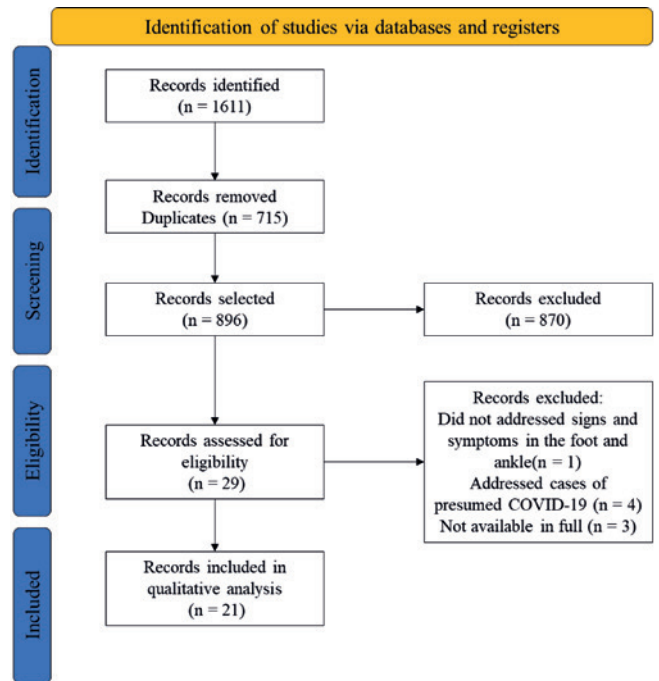 Identification of studies via databases and registers
Identification
Records identified
(n = 1611)
Records removed
Duplicates (n = 715)
Screening
Records selected
(n = 896)
Records excluded
(n = 870)
Eligibility
Records assessed for
eligibility
(n = 29)
Records excluded:
Did not addressed signs and
symptoms in the foot and
ankle(n = 1)
Addressed cases of
presumed COVID-19 (n = 4)
Not available in full (n = 3)
Included
Records included in
qualitative analysis
(n = 21)